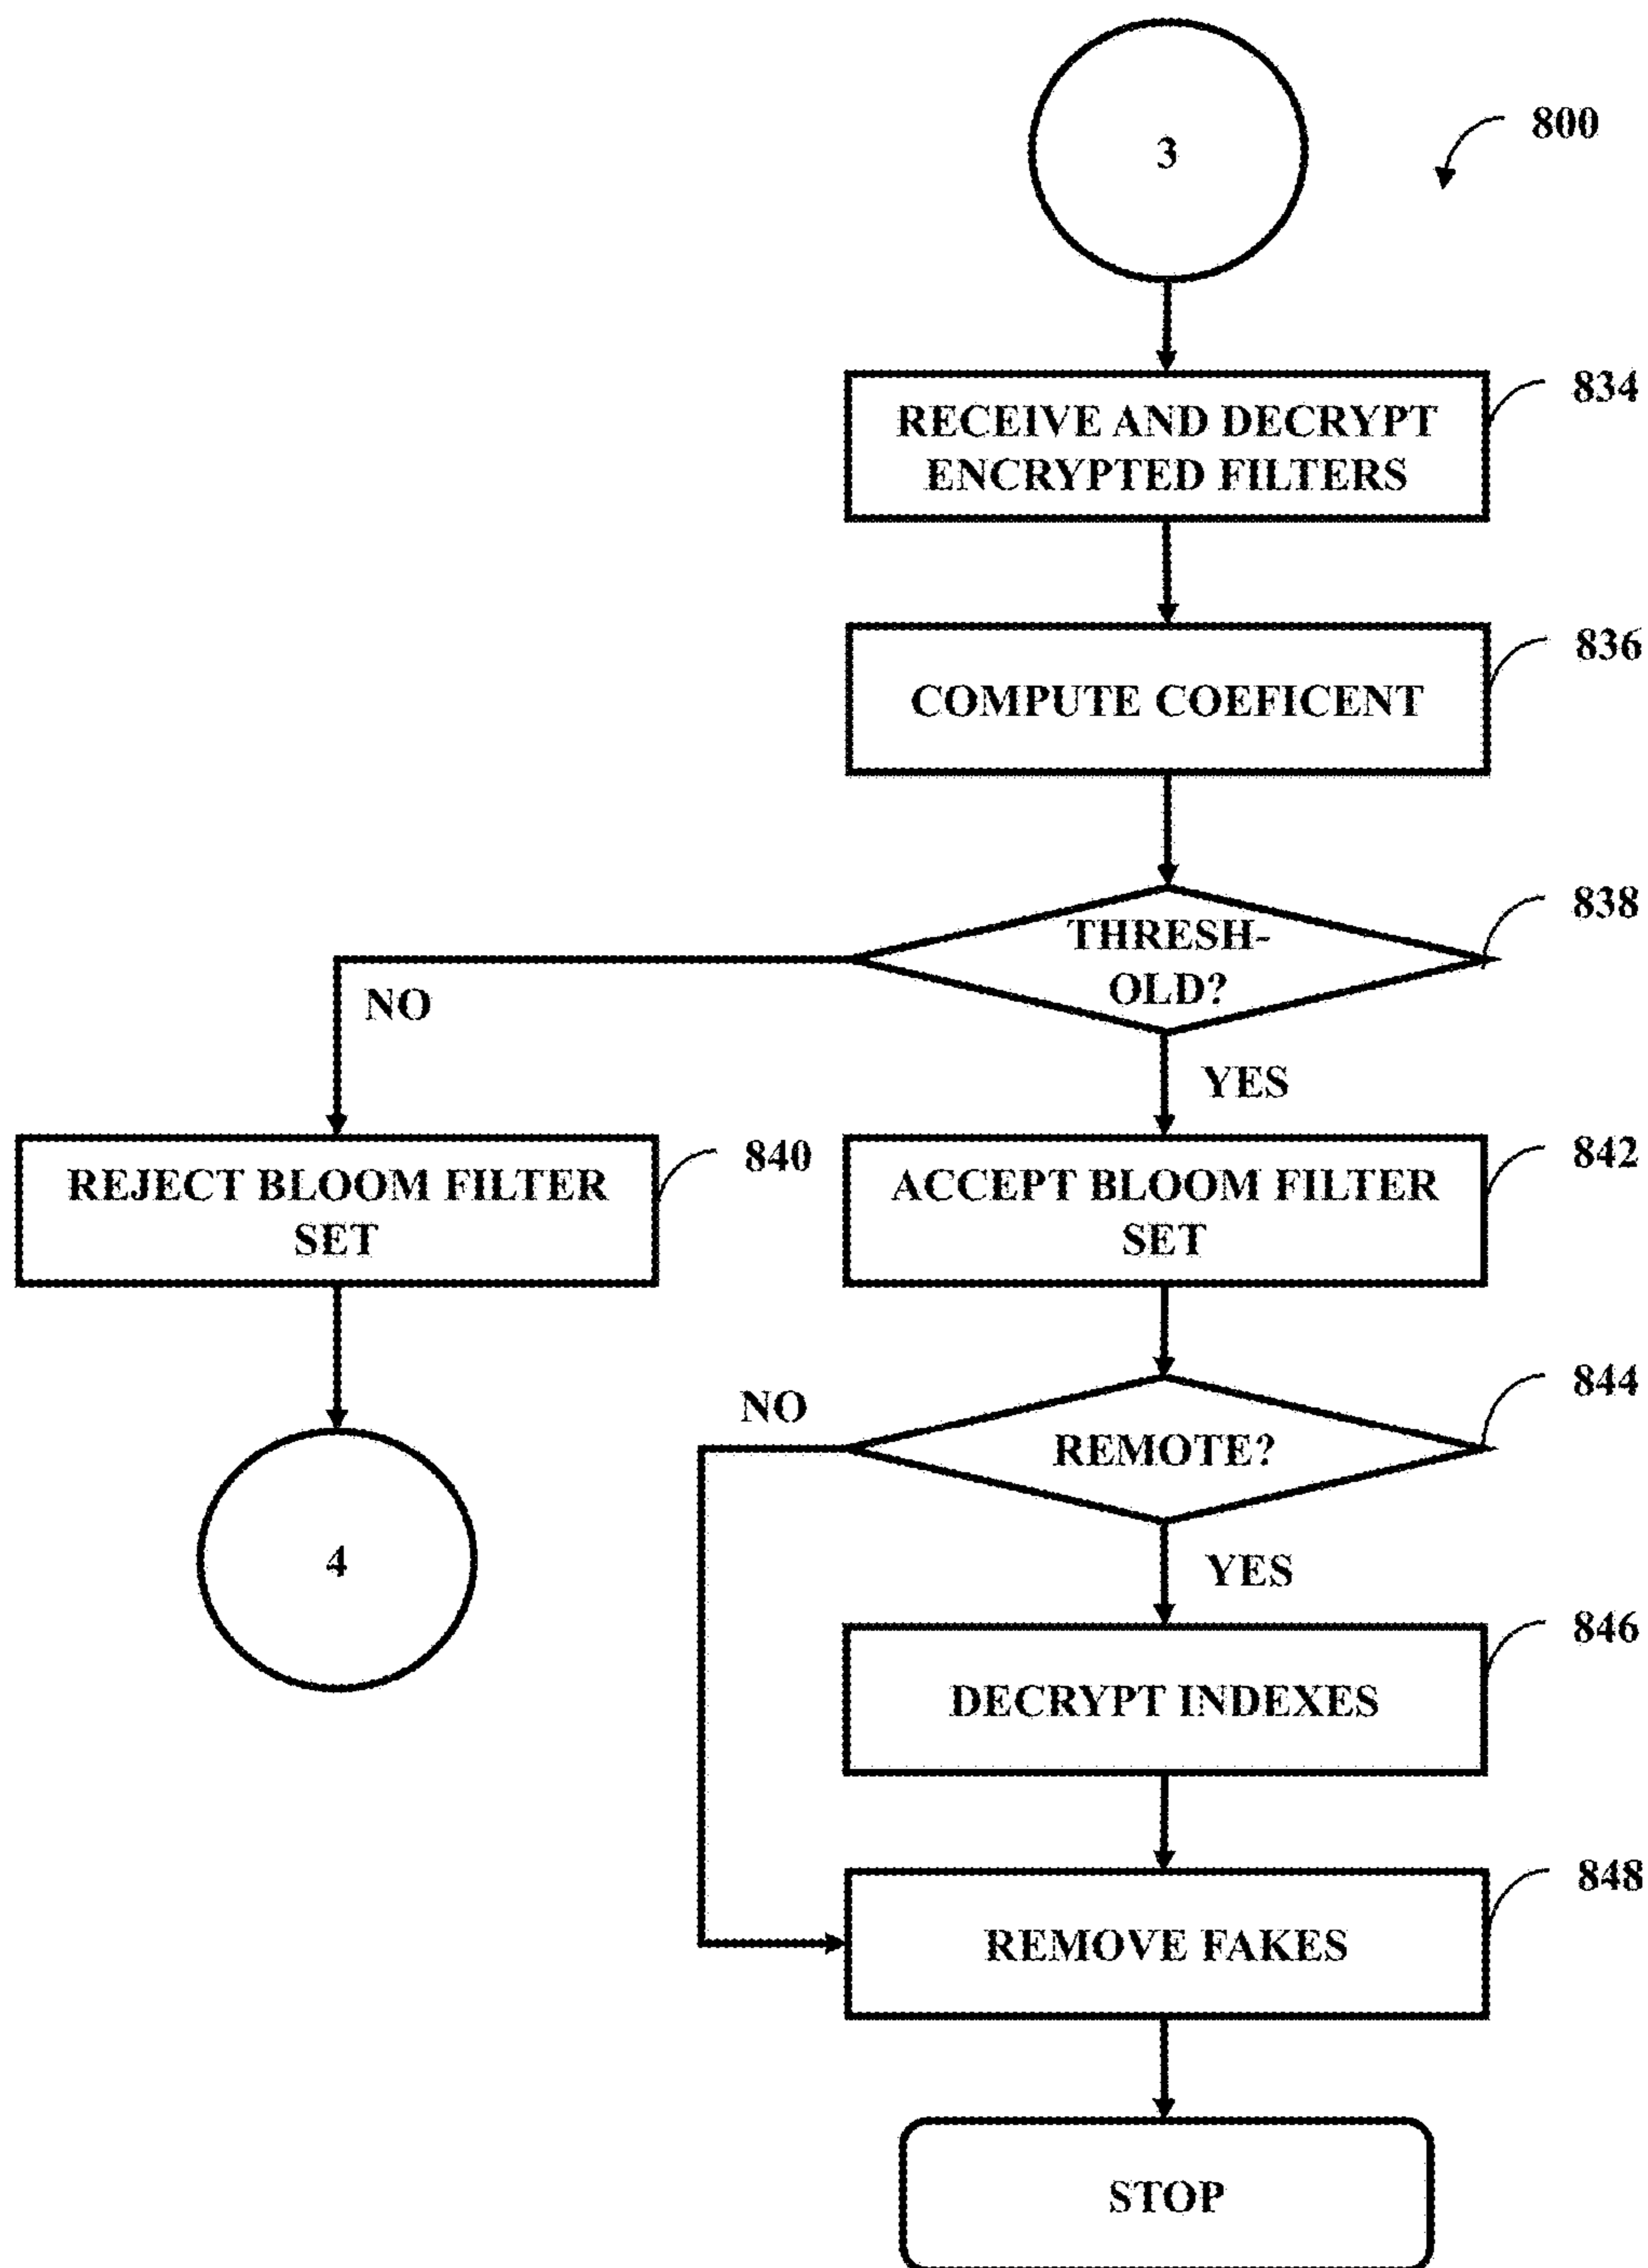 3
800
RECEIVE AND DECRYPT
ENCRYPTED FILTERS
834
COMPUTE COEFICENT
836
THRESH-
OLD?
838
NO
YES
REJECT BLOOM FILTER
SET
840
ACCEPT BLOOM FILTER
SET
842
4
NO
REMOTE?
844
YES
DECRYPT INDEXES
846
REMOVE FAKES
848
STOP